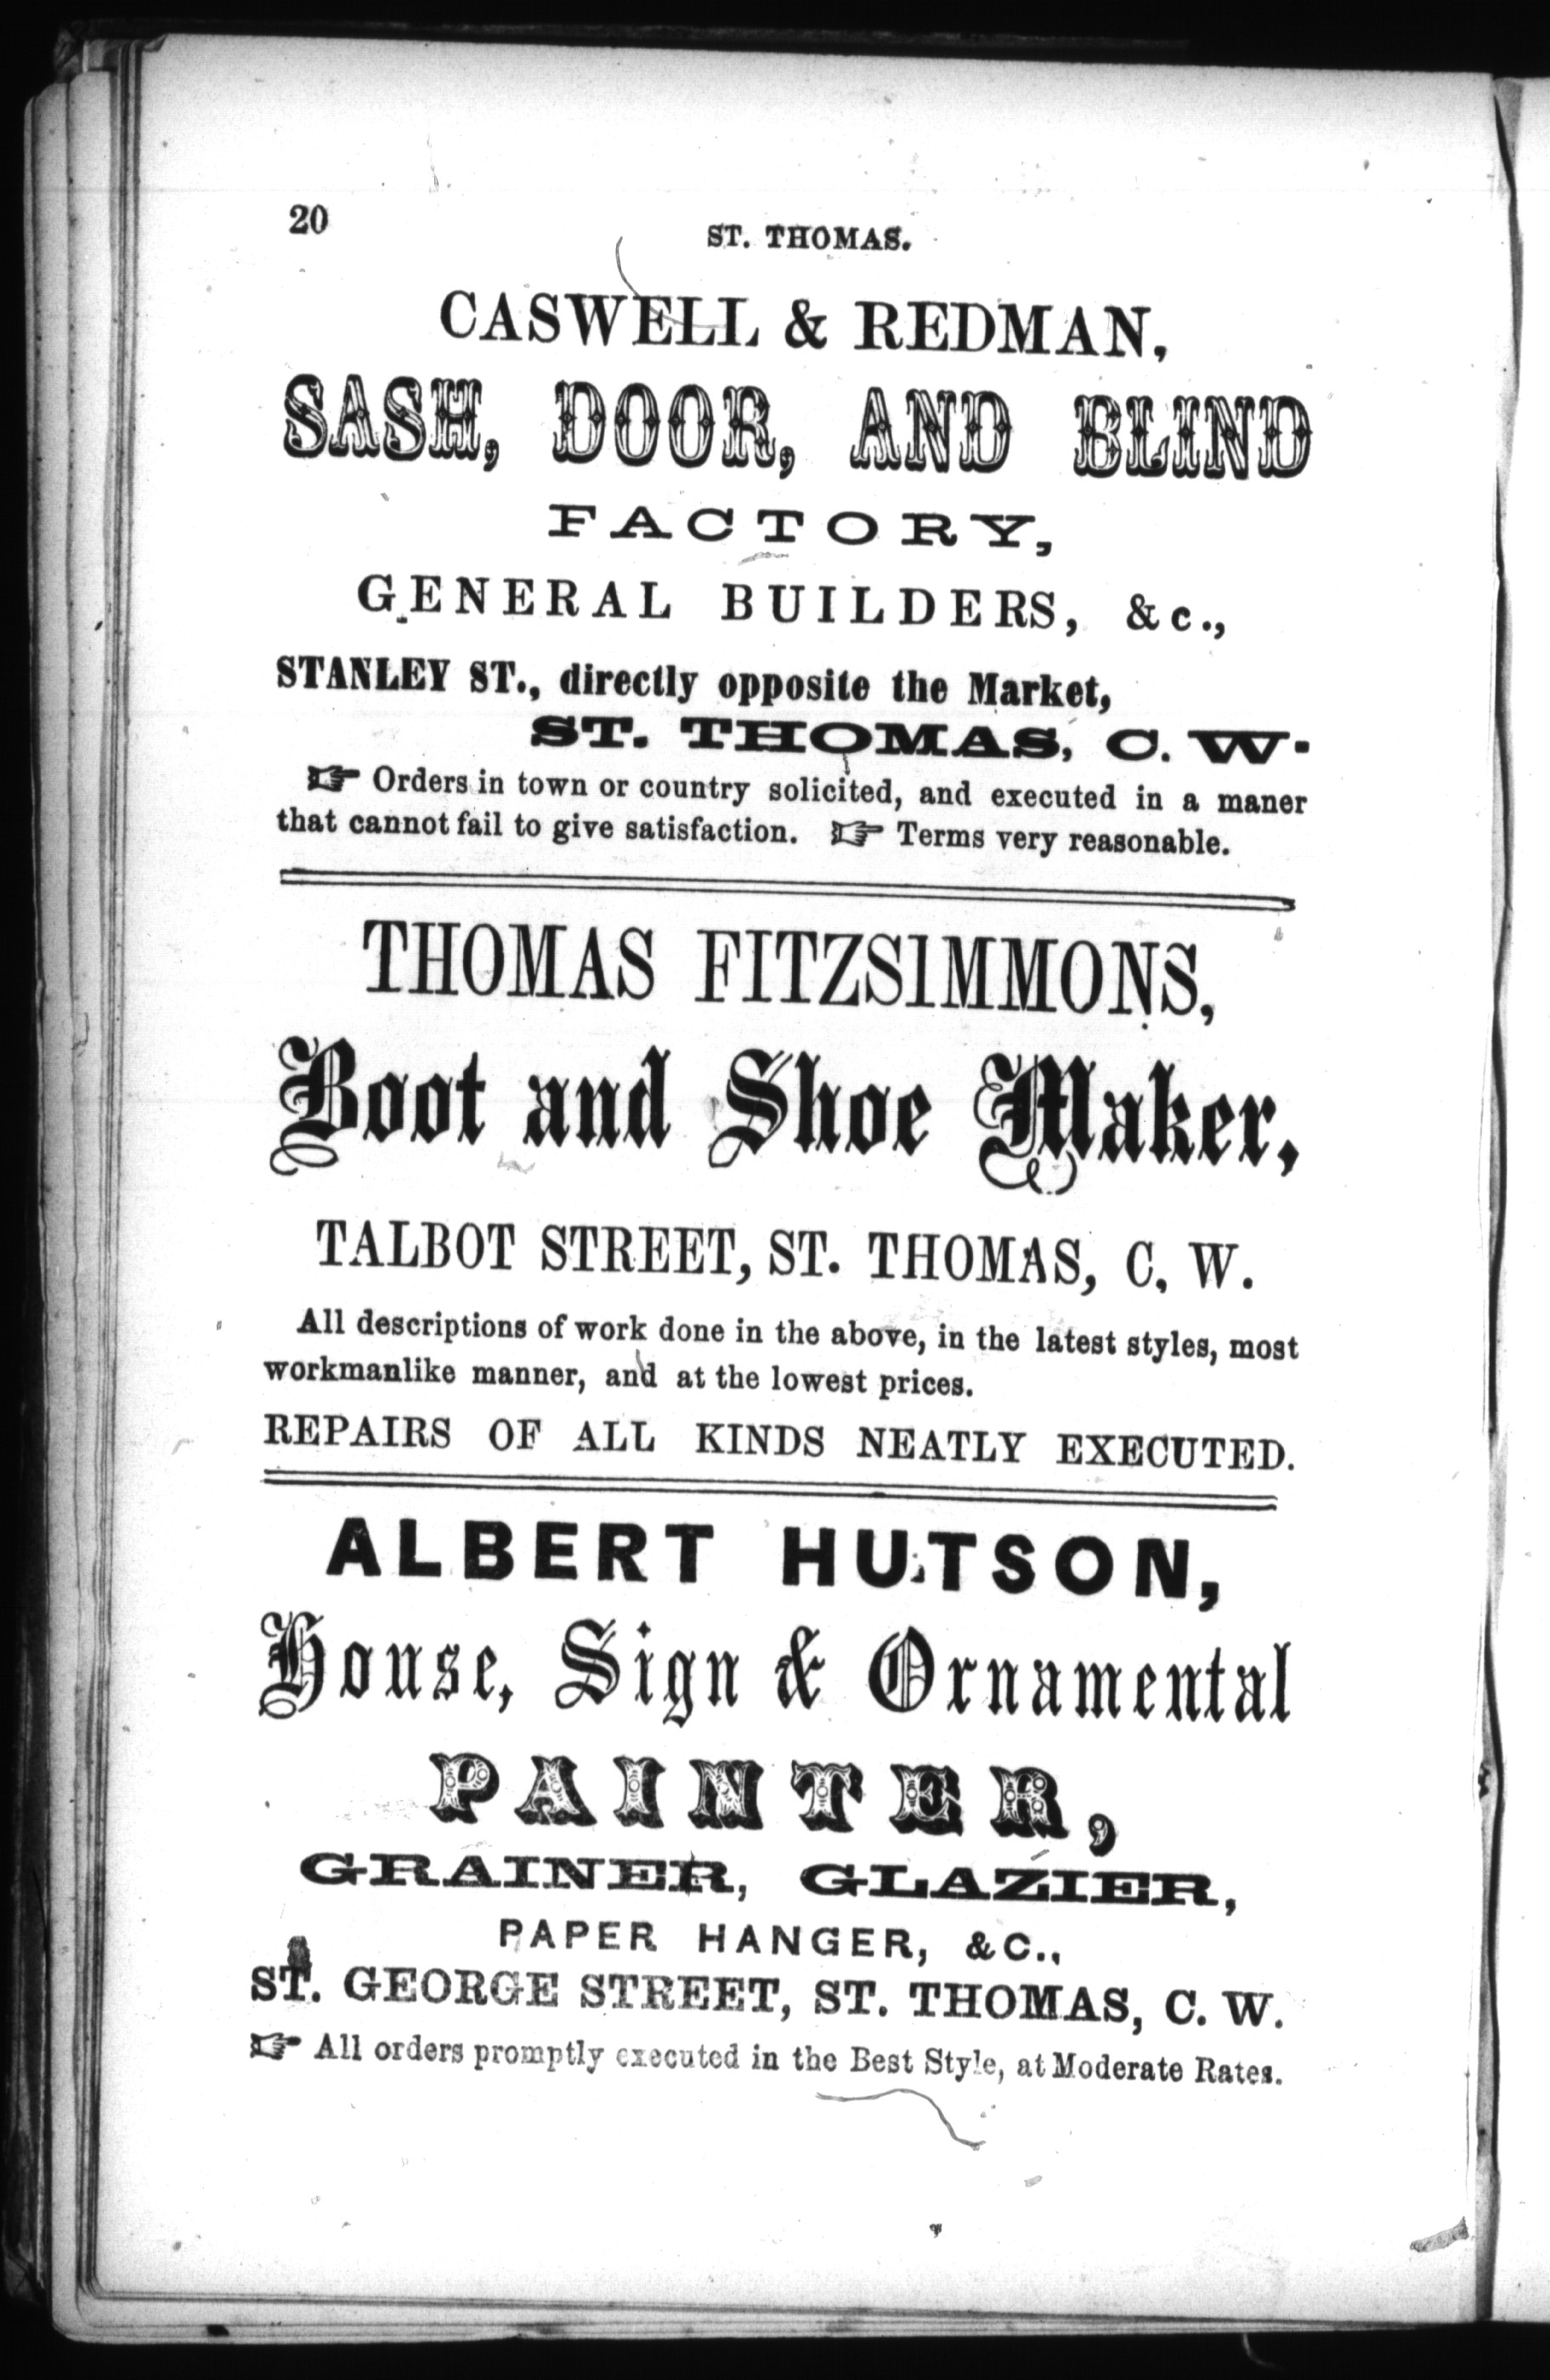 20
ST. THOMAS.
CASWELL & REDMAN,
SASH, DOOR, AND BLIND
FACTORY,
GENERAL BUILDERS, &c.,
STANLEY ST., directly opposite the Market,
ST. THOMAS, C. W.
☞ Orders in town or country solicited, and executed in a maner
that cannot fail to give satisfaction. ☞ Terms very reasonable.
THOMAS FITZSIMMONS,
Boot and Shoe Maker,
TALBOT STREET, ST. THOMAS, C. W.
All descriptions of work done in the above, in the latest styles, most
workmanlike manner, and at the lowest prices.
REPAIRS OF ALL KINDS NEATLY EXECUTED.
ALBERT HUTSON,
House, Sign & Ornamental
PAINTER,
GRAINER, GLAZIER,
PAPER HANGER, &C.,
ST. GEORGE STREET, ST. THOMAS, C. W.
☞ All orders promptly executed in the Best Style, at Moderate Rates.